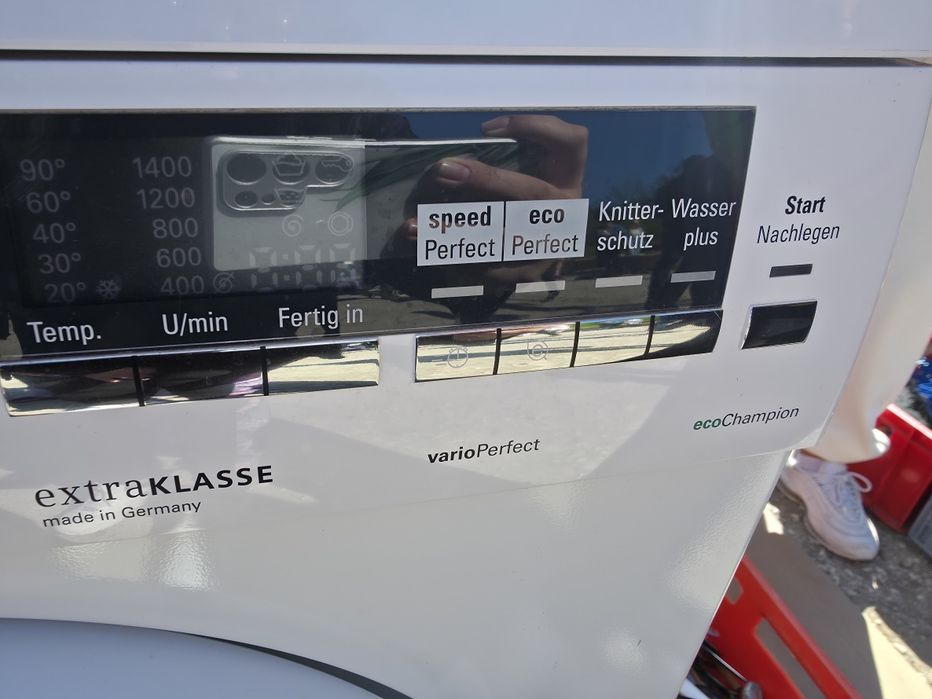 90° 1400
60° 1200
40° 800
30° 600
20° 400
Temp. U/min Fertig in
speed Perfect
eco Perfect
Knitter-
schutz
Wasser
plus
Start
Nachlegen
ecoChampion
varioPerfect
extraKLASSE
made in Germany